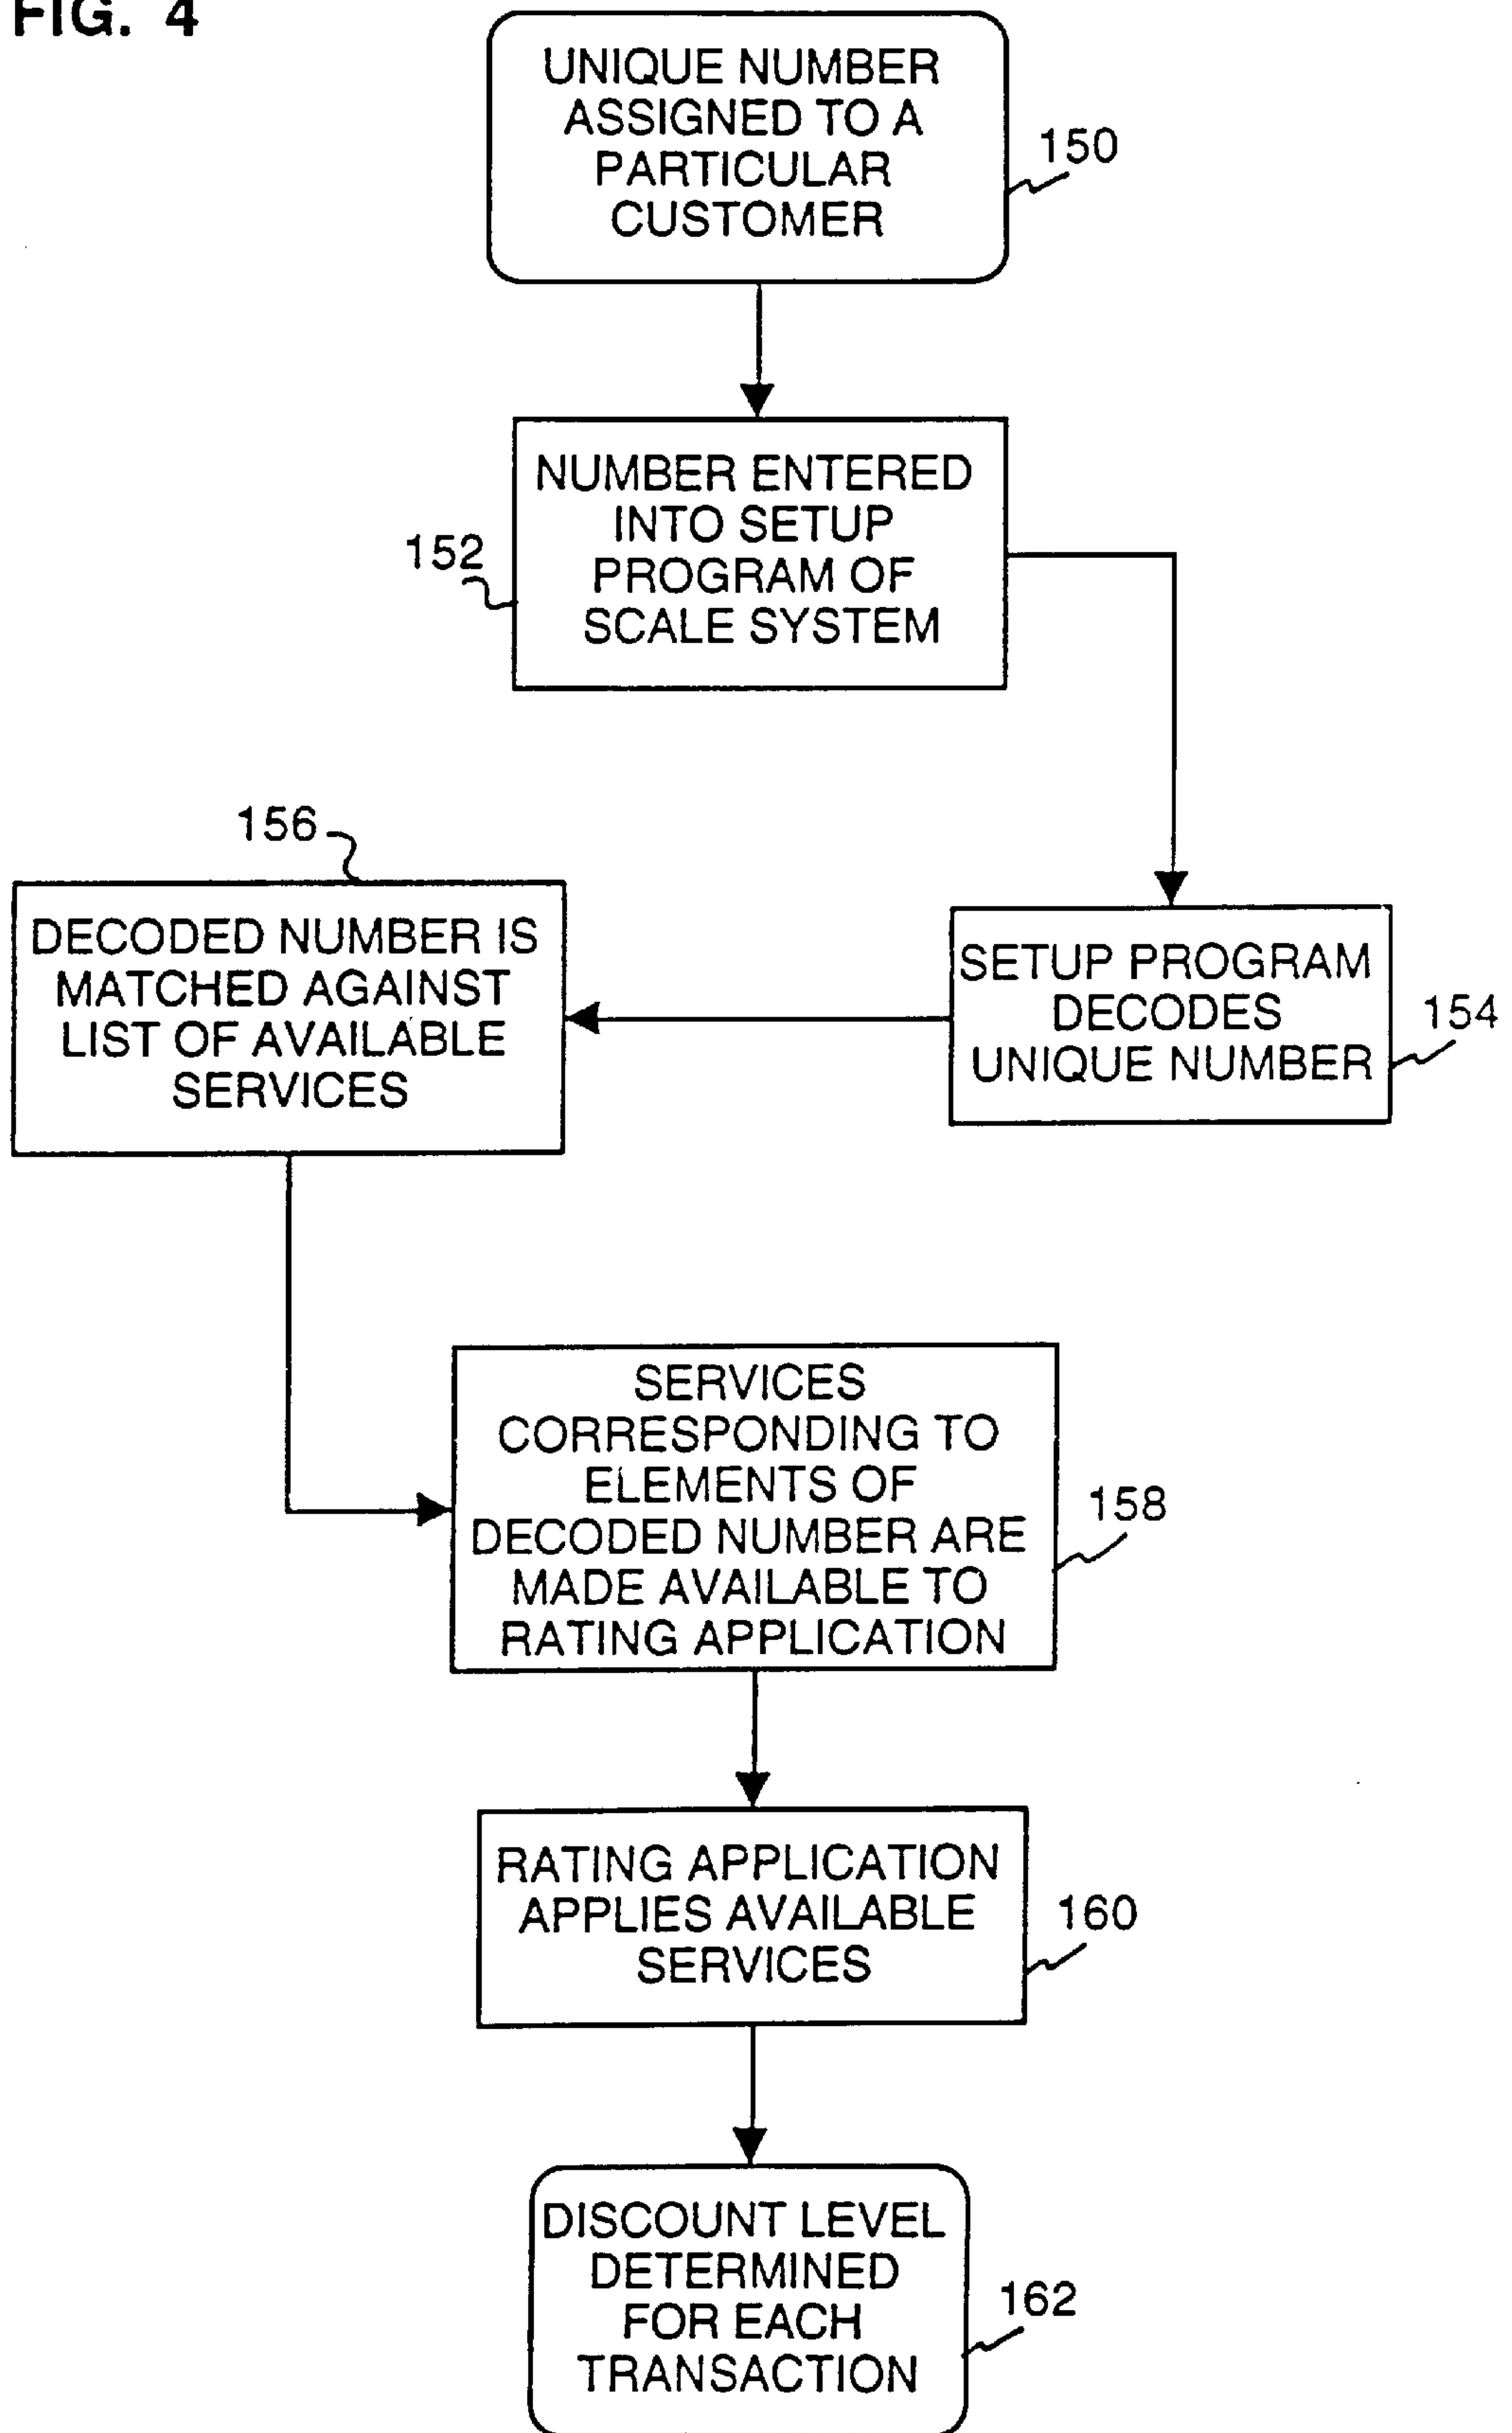 FIG. 4
UNIQUE NUMBER
ASSIGNED TO A
PARTICULAR
CUSTOMER
150
NUMBER ENTERED
INTO SETUP
PROGRAM OF
SCALE SYSTEM
152
SETUP PROGRAM
DECODES
UNIQUE NUMBER
154
156
DECODED NUMBER IS
MATCHED AGAINST
LIST OF AVAILABLE
SERVICES
SERVICES
CORRESPONDING TO
ELEMENTS OF
DECODED NUMBER ARE
MADE AVAILABLE TO
RATING APPLICATION
158
RATING APPLICATION
APPLIES AVAILABLE
SERVICES
160
DISCOUNT LEVEL
DETERMINED
FOR EACH
TRANSACTION
162